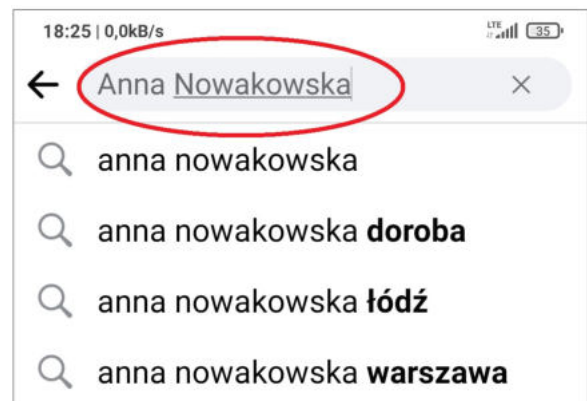 18:25 | 0,0kB/s LTE 35
Anna Nowakowska
anna nowakowska
anna nowakowska doroba
anna nowakowska łódź
anna nowakowska warszawa